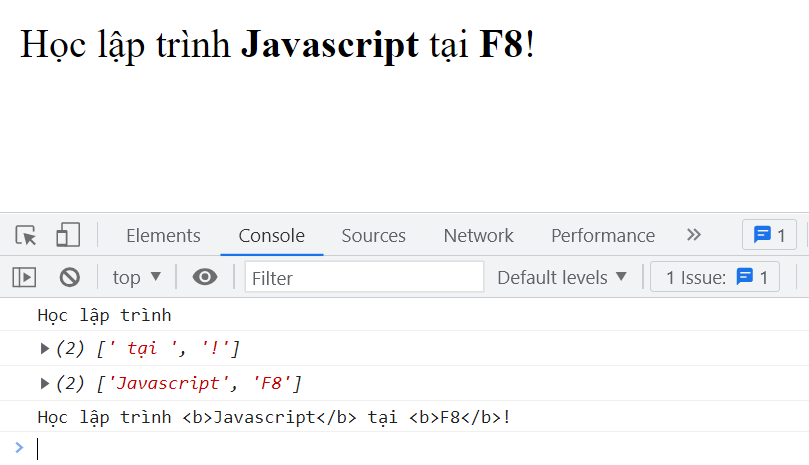 Học lập trình Javascript tại F8!
Elements Console Sources Network Performance » 1
top ▼ Filter Default levels ▼ 1 Issue: 1
Học lập trình
▶ (2) [' tại ', '!']
▶ (2) ['Javascript', 'F8']
Học lập trình <b>Javascript</b> tại <b>F8</b>!
>